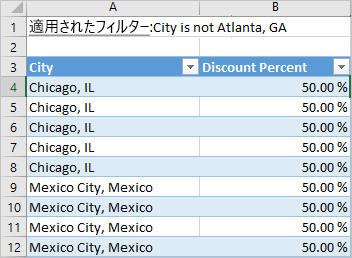 A B
1 適用されたフィルター:City is not Atlanta, GA
2
3 City Discount Percent
4 Chicago, IL 50.00 %
5 Chicago, IL 50.00 %
6 Chicago, IL 50.00 %
7 Chicago, IL 50.00 %
8 Chicago, IL 50.00 %
9 Mexico City, Mexico 50.00 %
10 Mexico City, Mexico 50.00 %
11 Mexico City, Mexico 50.00 %
12 Mexico City, Mexico 50.00 %